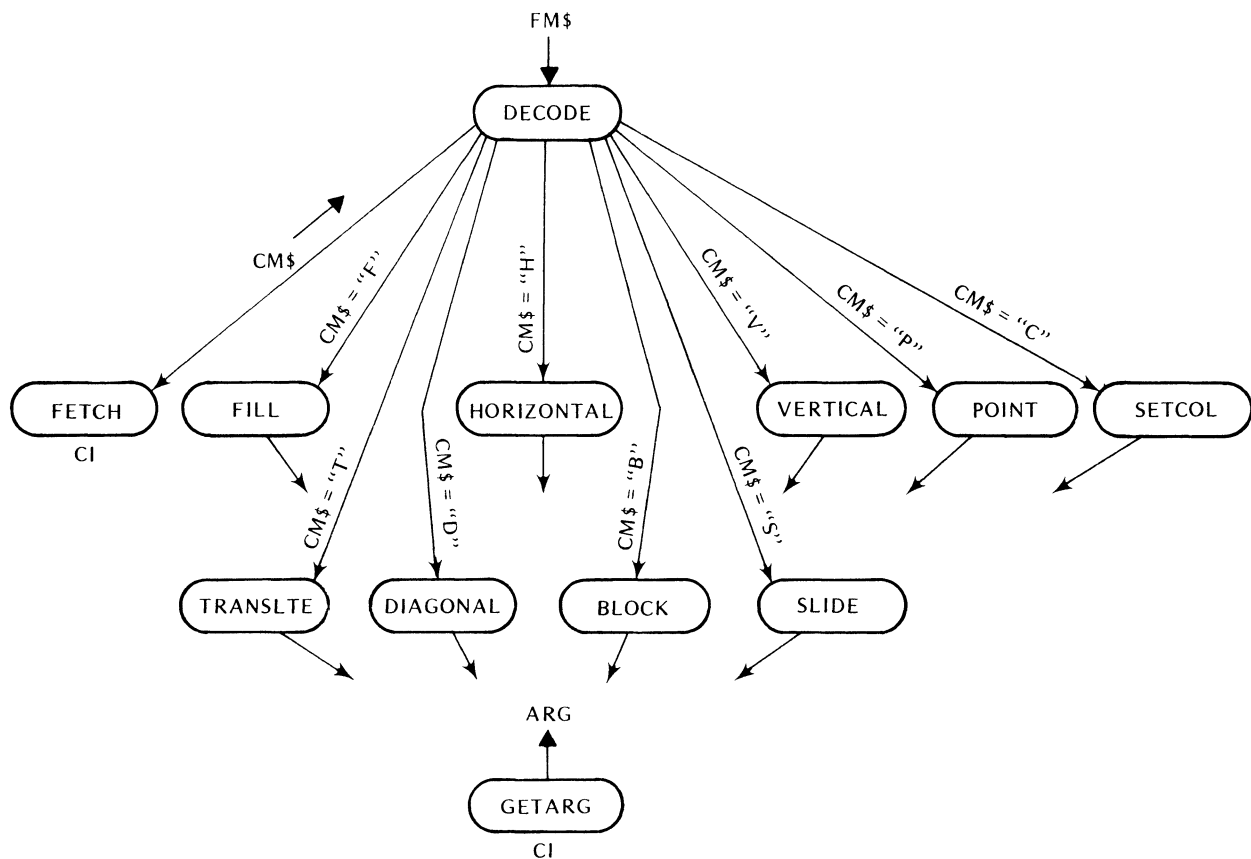 FM$
DECODE
CM$
CM$ = "F"
CM$ = "H"
CM$ = "V"
CM$ = "P"
CM$ = "C"
FETCH
CI
FILL
HORIZONTAL
VERTICAL
POINT
SETCOL
CM$ = "T"
CM$ = "D"
CM$ = "B"
CM$ = "S"
TRANSLTE
DIAGONAL
BLOCK
SLIDE
ARG
GETARG
CI